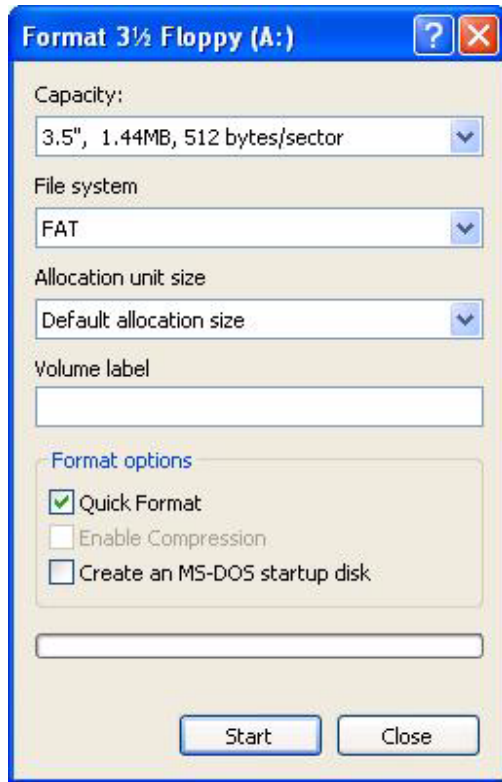 Format 3½ Floppy (A:)
Capacity:
3.5", 1.44MB, 512 bytes/sector
File system
FAT
Allocation unit size
Default allocation size
Volume label
Format options
Quick Format
Enable Compression
Create an MS-DOS startup disk
Start Close